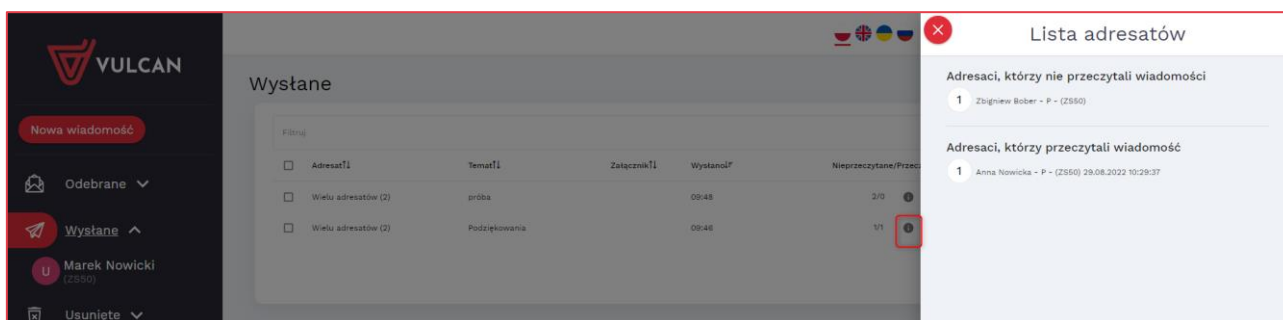 VULCAN
Nowa wiadomość
Odebrane
Wysłane
U
Marek Nowicki
(ZS50)
Usunięte
Wysłane
Filtruj
Adresat Temat Załącznik Wysłano Nieprzeczytane/Przecz
Wielu adresatów (2) próba 09:48 2/0
Wielu adresatów (2) Podziękowania 09:46 1/1
Lista adresatów
Adresaci, którzy nie przeczytali wiadomości
1 Zbigniew Bober - P - (ZS50)
Adresaci, którzy przeczytali wiadomość
1 Anna Nowicka - P - (ZS50) 29.08.2022 10:29:37